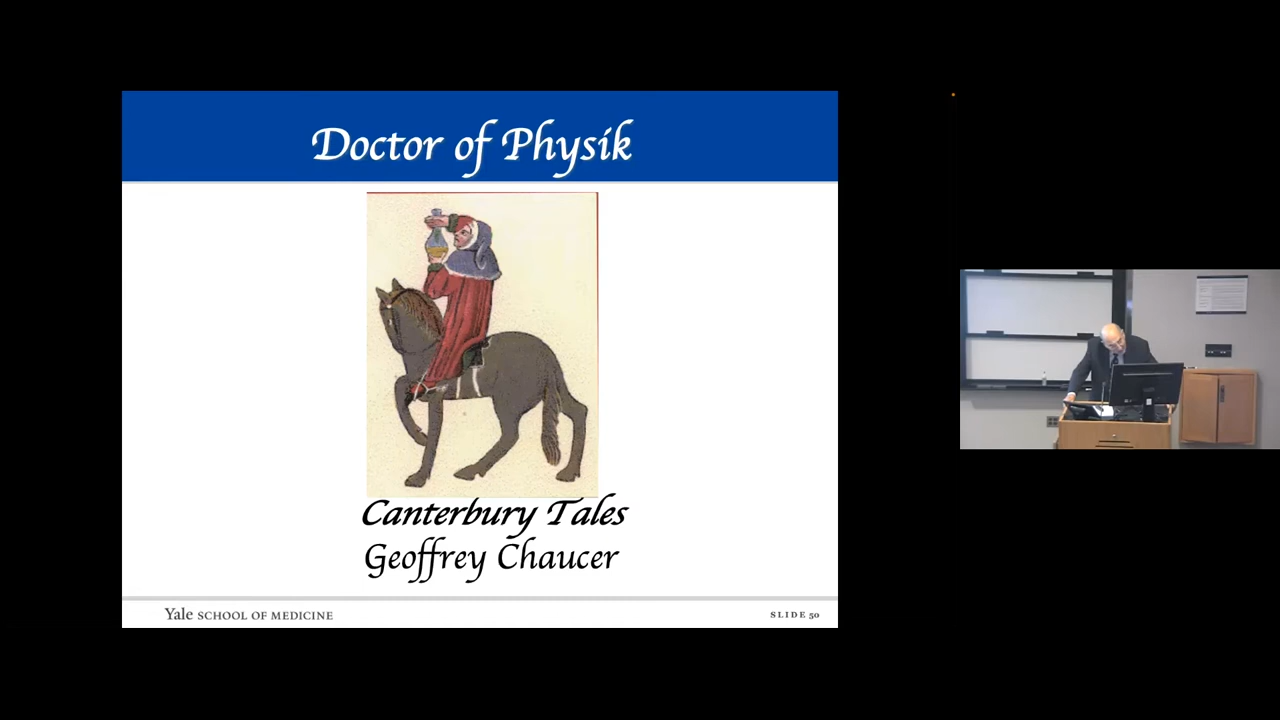 Doctor of Physik
Canterbury Tales
Geoffrey Chaucer
Yale SCHOOL OF MEDICINE
SLIDE 50